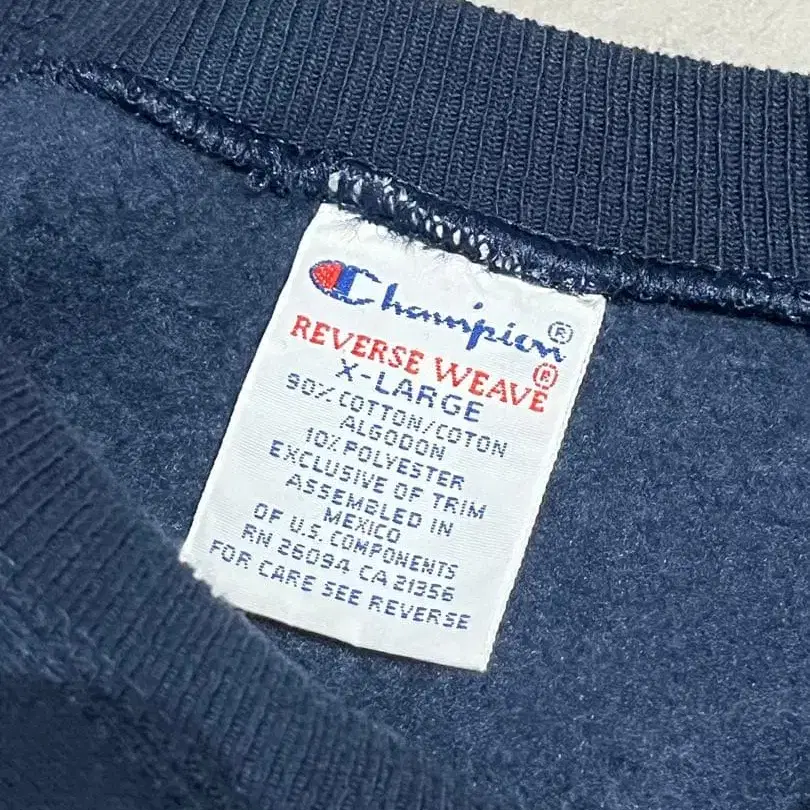 Champion®
REVERSE WEAVE®
X-LARGE
90% COTTON/COTON
ALGODON
10% POLYESTER
EXCLUSIVE OF TRIM
ASSEMBLED IN
MEXICO
OF U.S. COMPONENTS
RN 26094 CA 21356
FOR CARE SEE REVERSE